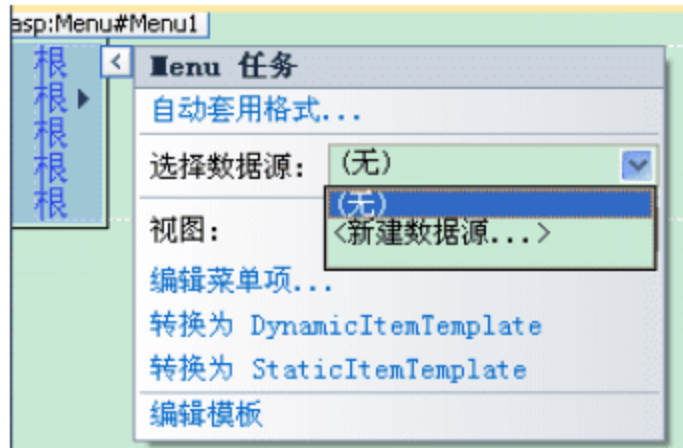 asp:Menu#Menu1
根
根
根
根
根
Menu 任务
自动套用格式...
选择数据源： (无)
(无)
<新建数据源...>
视图：
编辑菜单项...
转换为 DynamicItemTemplate
转换为 StaticItemTemplate
编辑模板